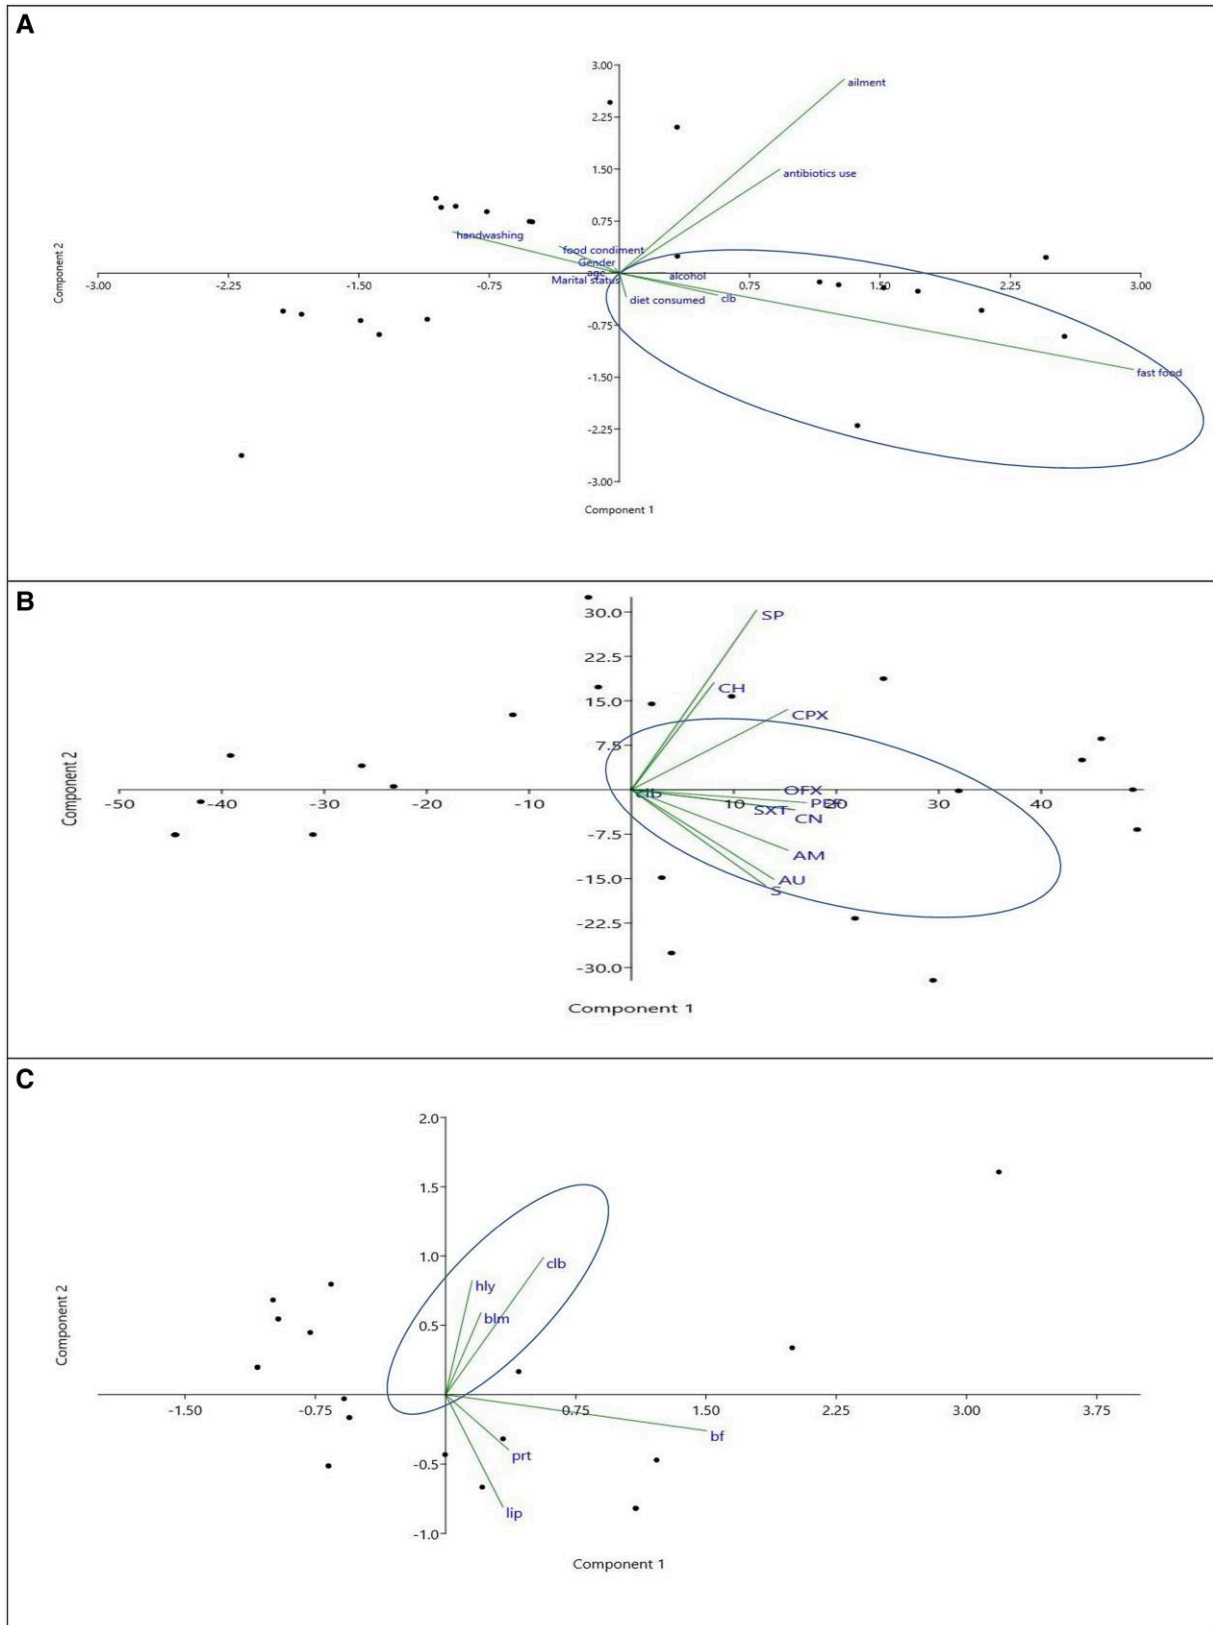 A
3.00
ailment
2.25
antibiotics use
1.50
0.75
handwashing
food condiment
Gender
age
alcohol
Marital status
-3.00 -2.25 -1.50 -0.75 0.75 1.50 2.25 3.00
diet consumed clb
-0.75
fast food
-1.50
-2.25
-3.00
Component 2
Component 1
B
30.0
SP
22.5
CH
15.0
CPX
7.5
clb
OFX
-50 -40 -30 -20 -10 10 20 30 40
PEF
SXT
CN
-7.5
AM
-15.0
AU
S
-22.5
-30.0
Component 2
Component 1
C
2.0
1.5
1.0
clb
hly
0.5
blm
-1.50 -0.75 0.75 1.50 2.25 3.00 3.75
bf
-0.5
prt
lip
-1.0
Component 2
Component 1